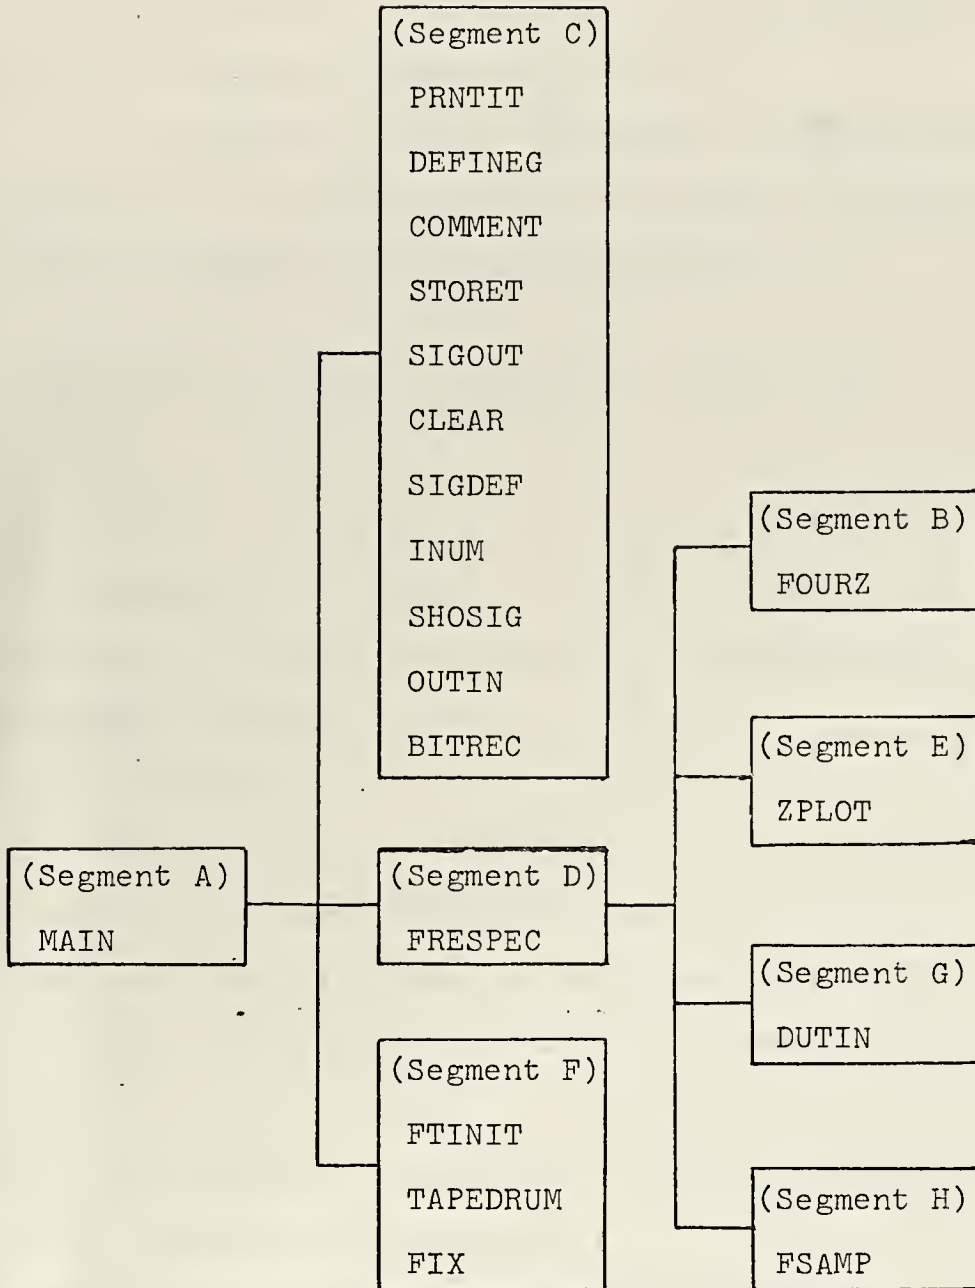 (Segment C)
PRNTIT
DEFINEG
COMMENT
STORET
SIGOUT
CLEAR
SIGDEF
INUM
SHOSIG
OUTIN
BITREC
(Segment A)
MAIN
(Segment D)
FRESPEC
(Segment F)
FTINIT
TAPEDRUM
FIX
(Segment B)
FOURZ
(Segment E)
ZPLOT
(Segment G)
DUTIN
(Segment H)
FSAMP